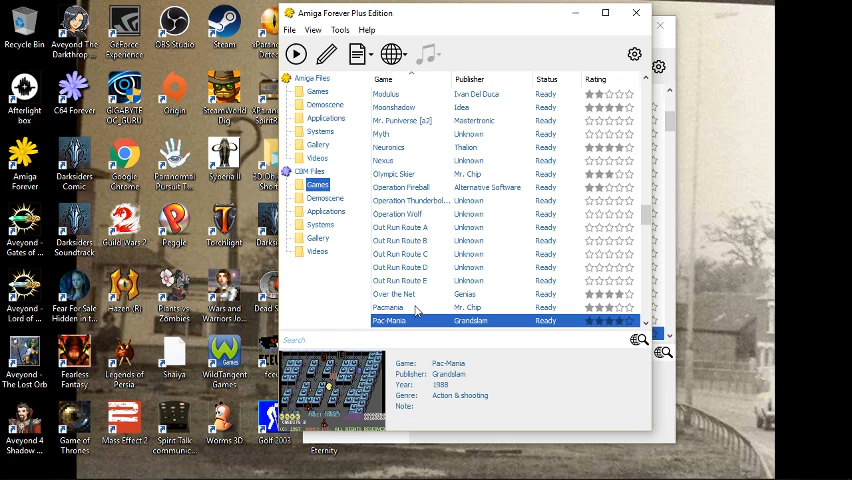 Amiga Forever Plus Edition
File View Tools Help
Amiga Files
Games
Demoscene
Applications
Systems
Gallery
Videos
CBM Files
Games
Demoscene
Applications
Systems
Gallery
Videos
Game Publisher Status Rating
Modulus Ivan Del Duca Ready
Moonshadow Idea Ready
Mr. Puniverse [a2] Mastertronic Ready
Myth Unknown Ready
Neuronics Thalion Ready
Nexus Unknown Ready
Olympic Skier Mr. Chip Ready
Operation Fireball Alternative Software Ready
Operation Thunderbol... Unknown Ready
Operation Wolf Unknown Ready
Out Run Route A Unknown Ready
Out Run Route B Unknown Ready
Out Run Route C Unknown Ready
Out Run Route D Unknown Ready
Out Run Route E Unknown Ready
Over the Net Genias Ready
Pacmania Mr. Chip Ready
Pac-Mania Grandslam Ready
Search
Game: Pac-Mania
Publisher: Grandslam
Year: 1988
Genre: Action & shooting
Note:
Recycle Bin
Aveyond The Darkthrop ...
GeForce Experience
OBS Studio
Steam
Afterlight box
C64 Forever
GIGABYTE OC_GURU
Origin
SteamWorld Dig
Amiga Forever
Darksiders Comic
Google Chrome
Paranormal Pursuit T...
Syberia II
Aveyond - Gates of ...
Darksiders Soundtrack
Guild Wars 2
Peggle
Torchlight
Aveyond - Lord of ...
Fear For Sale Hidden in t...
Hazen (R)
Plants vs. Zombies
Wars and Warriors Jo...
Dead S
Aveyond - The Lost Orb
Fearless Fantasy
Legends of Persia
Shaiya
WildTangent Games
Aveyond 4 Shadow ...
Game of Thrones
Mass Effect 2
Spirit Talk communic...
Worms 3D
Golf 2003
Eternity